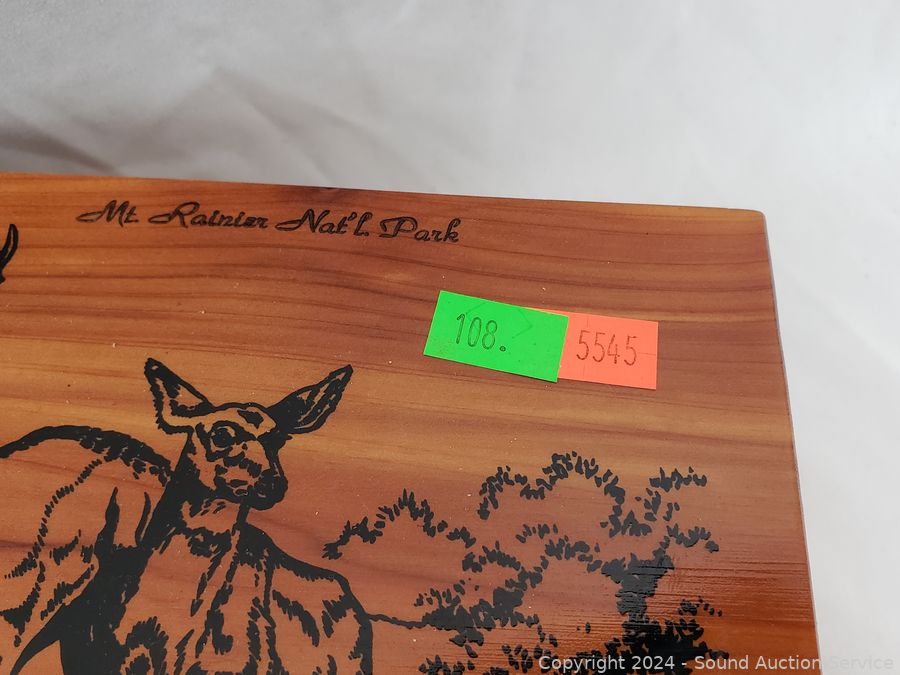 Mt. Rainier Nat'l. Park
108.
5545
Copyright 2024 - Sound Auction Service